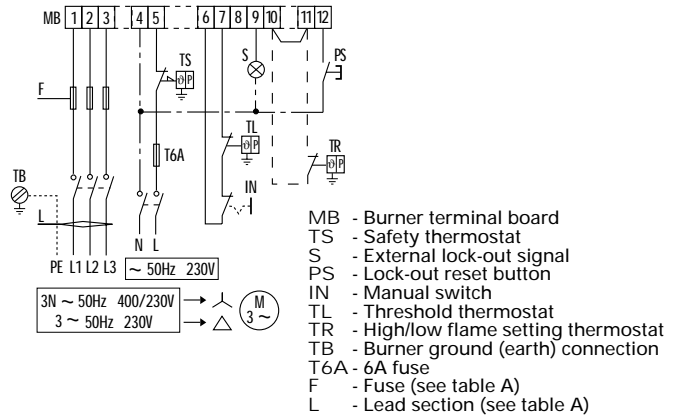 MB 1 2 3 4 5 6 7 8 9 10 11 12
TS
S
PS
ϑ P
F
TL
TR
T6A
ϑ P
ϑ P
TB
IN
L
N L
PE L1 L2 L3
~ 50Hz 230V
3N ~ 50Hz 400/230V
3 ~ 50Hz 230V
M
3 ~
MB - Burner terminal board
TS - Safety thermostat
S - External lock-out signal
PS - Lock-out reset button
IN - Manual switch
TL - Threshold thermostat
TR - High/low flame setting thermostat
TB - Burner ground (earth) connection
T6A - 6A fuse
F - Fuse (see table A)
L - Lead section (see table A)